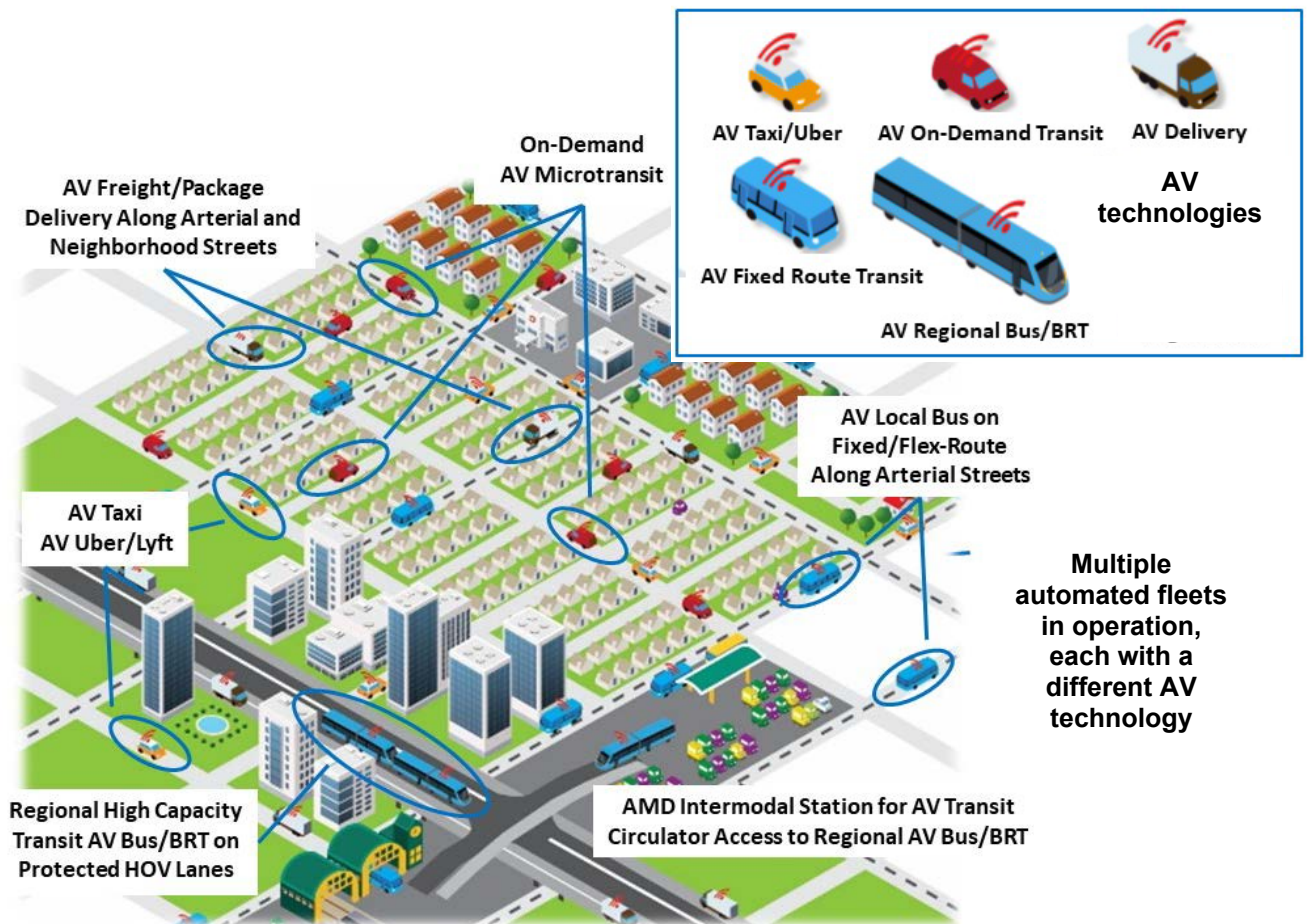 AV Taxi/Uber
AV On-Demand Transit
AV Delivery
AV Fixed Route Transit
AV
technologies
AV Regional Bus/BRT
On-Demand
AV Microtransit
AV Freight/Package
Delivery Along Arterial and
Neighborhood Streets
AV Local Bus on
Fixed/Flex-Route
Along Arterial Streets
AV Taxi
AV Uber/Lyft
Multiple
automated fleets
in operation,
each with a
different AV
technology
Regional High Capacity
Transit AV Bus/BRT on
Protected HOV Lanes
AMD Intermodal Station for AV Transit
Circulator Access to Regional AV Bus/BRT